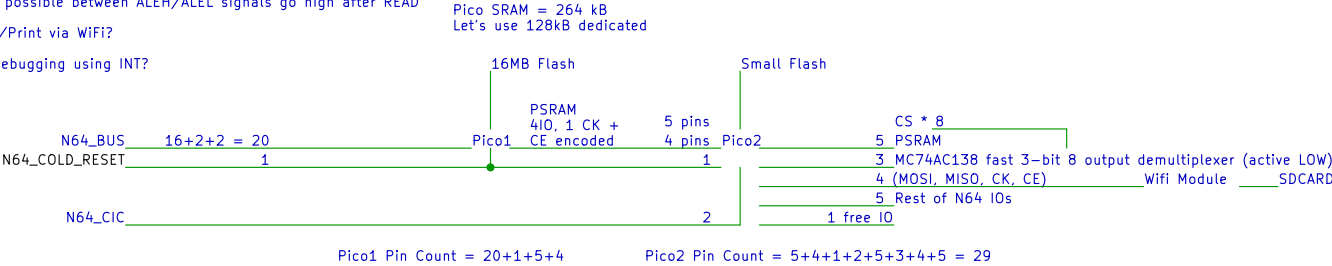 possible between ALEH/ALEL signals go high after READ
Pico SRAM = 264 kB
Let's use 128kB dedicated
/Print via WiFi?
ebugging using INT?
16MB Flash
Small Flash
PSRAM
4IO, 1 CK +
CE encoded
5 pins
4 pins
CS * 8
N64_BUS
16+2+2 = 20
Pico1
Pico2
5 PSRAM
N64_COLD_RESET
1
1
3 MC74AC138 fast 3-bit 8 output demultiplexer (active LOW)
4 (MOSI, MISO, CK, CE)
Wifi Module
SDCARD
5 Rest of N64 IOs
N64_CIC
2
1 free IO
Pico1 Pin Count = 20+1+5+4
Pico2 Pin Count = 5+4+1+2+5+3+4+5 = 29